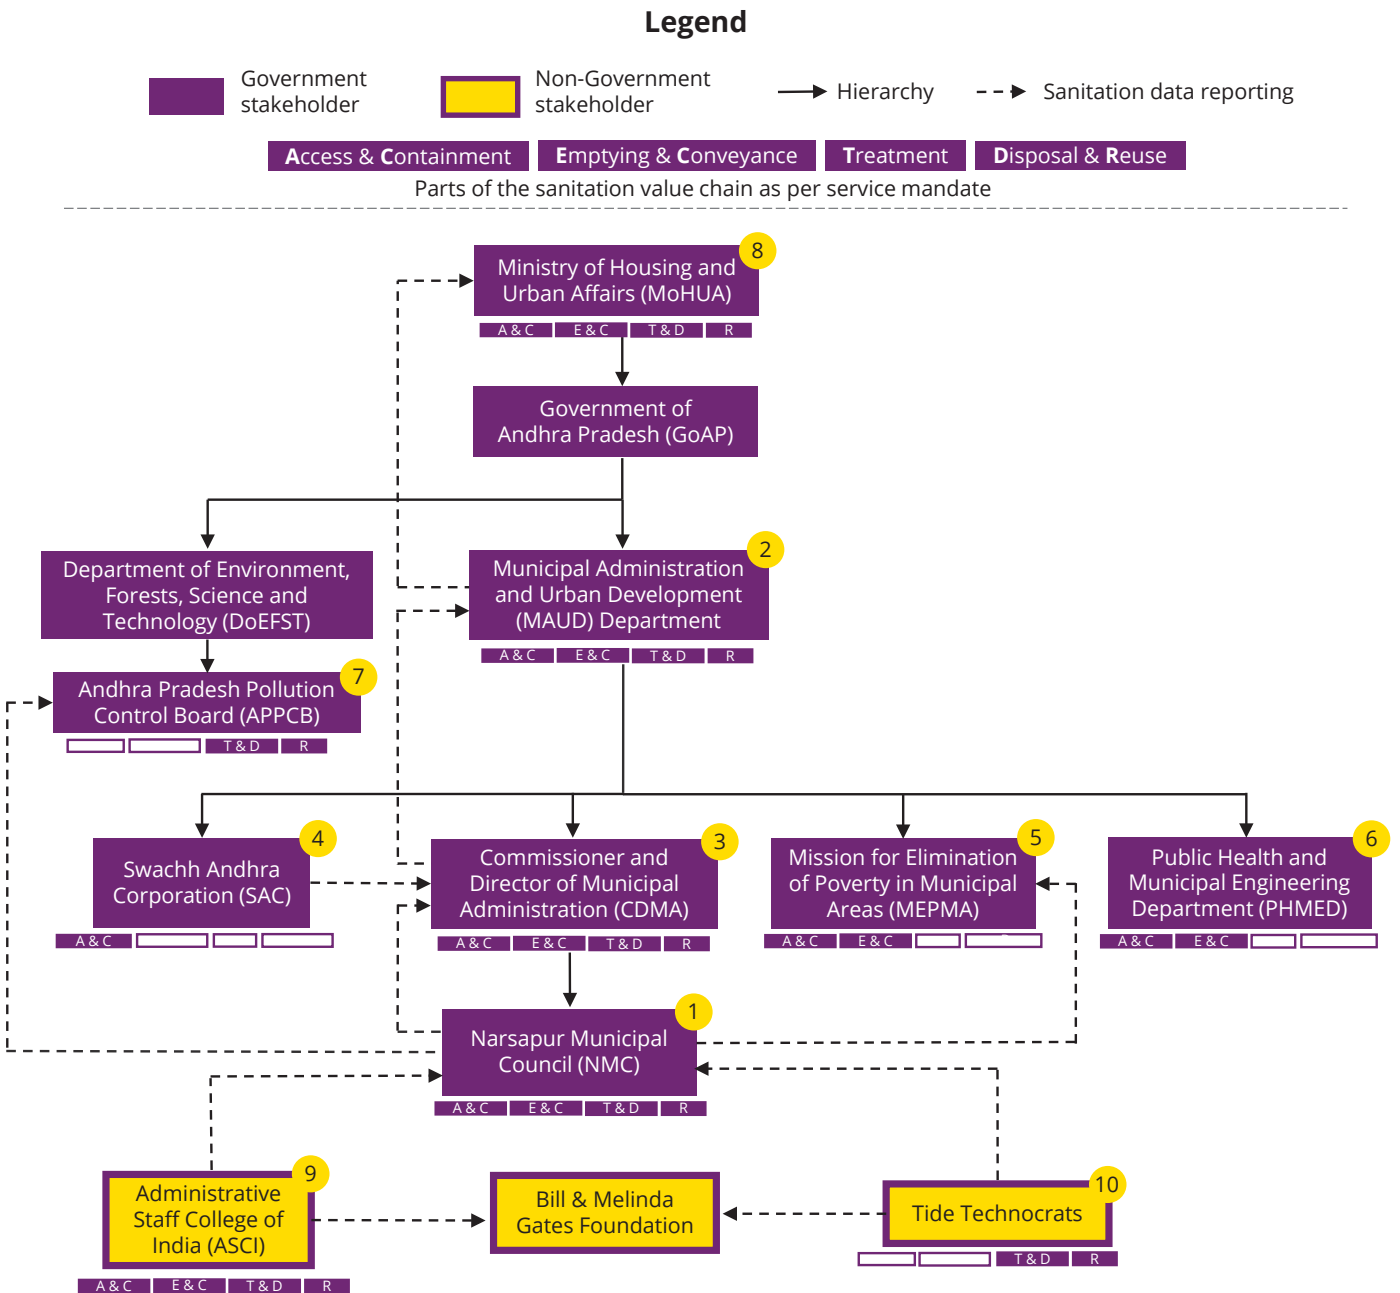 Legend
Government
stakeholder
Non-Government
stakeholder
Hierarchy
Sanitation data reporting
Access & Containment
Emptying & Conveyance
Treatment
Disposal & Reuse
Parts of the sanitation value chain as per service mandate
8
Ministry of Housing and
Urban Affairs (MoHUA)
A & C E & C T & D R
Government of
Andhra Pradesh (GoAP)
Department of Environment,
Forests, Science and
Technology (DoEFST)
2
Municipal Administration
and Urban Development
(MAUD) Department
A & C E & C T & D R
7
Andhra Pradesh Pollution
Control Board (APPCB)
T & D R
4
Swachh Andhra
Corporation (SAC)
A & C
3
Commissioner and
Director of Municipal
Administration (CDMA)
A & C E & C T & D R
5
Mission for Elimination
of Poverty in Municipal
Areas (MEPMA)
A & C E & C
6
Public Health and
Municipal Engineering
Department (PHMED)
A & C E & C
1
Narsapur Municipal
Council (NMC)
A & C E & C T & D R
9
Administrative
Staff College of
India (ASCI)
A & C E & C T & D R
Bill & Melinda
Gates Foundation
10
Tide Technocrats
T & D R